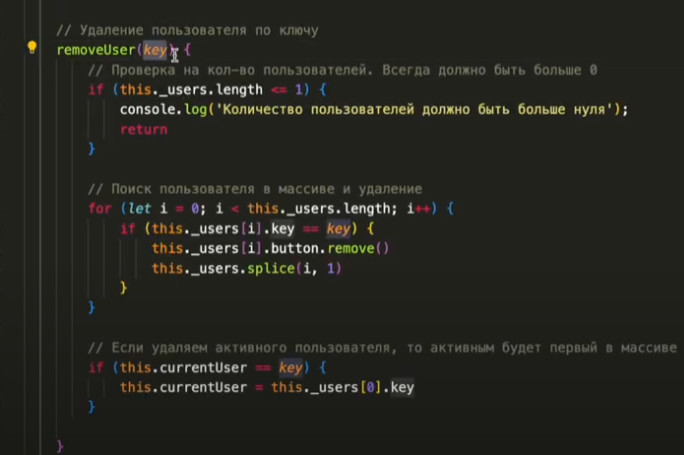 // Удаление пользователя по ключу
removeUser(key) {
// Проверка на кол-во пользователей. Всегда должно быть больше 0
if (this._users.length <= 1) {
console.log('Количество пользователей должно быть больше нуля');
return
}
// Поиск пользователя в массиве и удаление
for (let i = 0; i < this._users.length; i++) {
if (this._users[i].key == key) {
this._users[i].button.remove()
this._users.splice(i, 1)
}
}
// Если удаляем активного пользователя, то активным будет первый в массиве
if (this.currentUser == key) {
this.currentUser = this._users[0].key
}
}